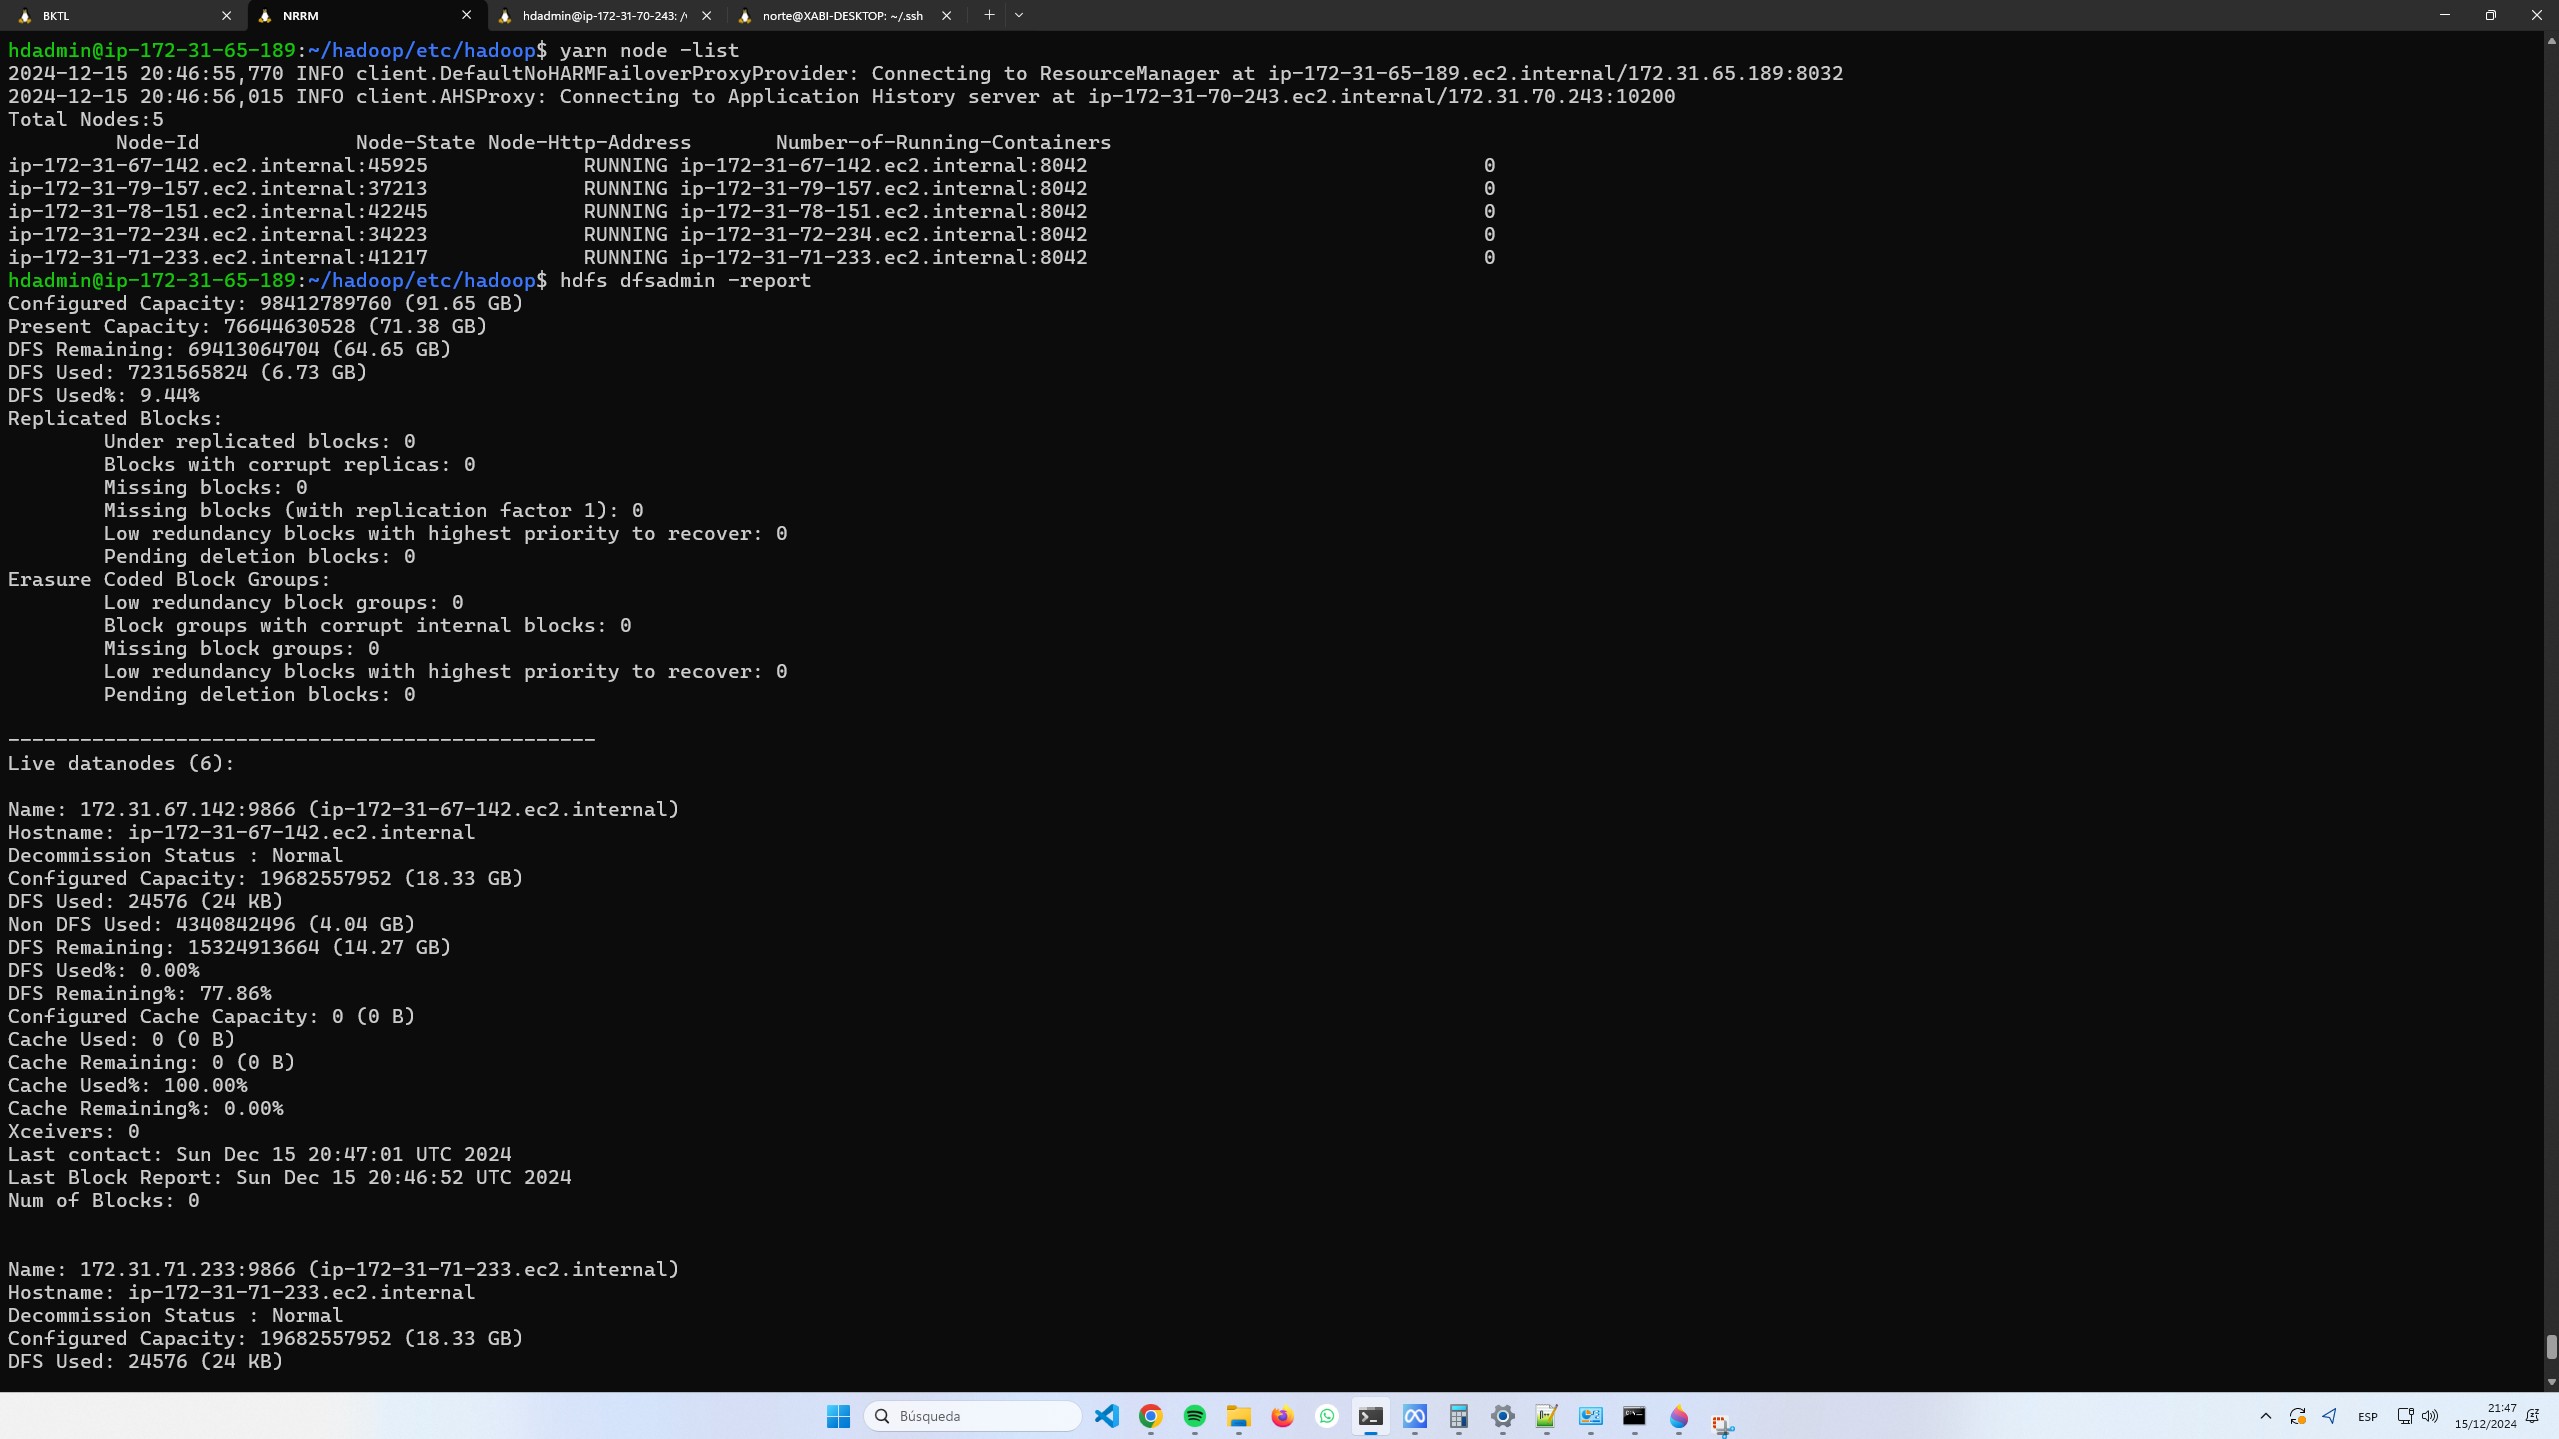 BKTL
NRRM
hdadmin@ip-172-31-70-243: /
norte@XABI-DESKTOP: ~/.ssh
hdadmin@ip-172-31-65-189:~/hadoop/etc/hadoop$ yarn node -list
2024-12-15 20:46:55,770 INFO client.DefaultNoHARMFailoverProxyProvider: Connecting to ResourceManager at ip-172-31-65-189.ec2.internal/172.31.65.189:8032
2024-12-15 20:46:56,015 INFO client.AHSProxy: Connecting to Application History server at ip-172-31-70-243.ec2.internal/172.31.70.243:10200
Total Nodes:5
Node-Id Node-State Node-Http-Address Number-of-Running-Containers
ip-172-31-67-142.ec2.internal:45925 RUNNING ip-172-31-67-142.ec2.internal:8042 0
ip-172-31-79-157.ec2.internal:37213 RUNNING ip-172-31-79-157.ec2.internal:8042 0
ip-172-31-78-151.ec2.internal:42245 RUNNING ip-172-31-78-151.ec2.internal:8042 0
ip-172-31-72-234.ec2.internal:34223 RUNNING ip-172-31-72-234.ec2.internal:8042 0
ip-172-31-71-233.ec2.internal:41217 RUNNING ip-172-31-71-233.ec2.internal:8042 0
hdadmin@ip-172-31-65-189:~/hadoop/etc/hadoop$ hdfs dfsadmin -report
Configured Capacity: 98412789760 (91.65 GB)
Present Capacity: 76644630528 (71.38 GB)
DFS Remaining: 69413064704 (64.65 GB)
DFS Used: 7231565824 (6.73 GB)
DFS Used%: 9.44%
Replicated Blocks:
Under replicated blocks: 0
Blocks with corrupt replicas: 0
Missing blocks: 0
Missing blocks (with replication factor 1): 0
Low redundancy blocks with highest priority to recover: 0
Pending deletion blocks: 0
Erasure Coded Block Groups:
Low redundancy block groups: 0
Block groups with corrupt internal blocks: 0
Missing block groups: 0
Low redundancy blocks with highest priority to recover: 0
Pending deletion blocks: 0
-------------------------------------------------
Live datanodes (6):
Name: 172.31.67.142:9866 (ip-172-31-67-142.ec2.internal)
Hostname: ip-172-31-67-142.ec2.internal
Decommission Status : Normal
Configured Capacity: 19682557952 (18.33 GB)
DFS Used: 24576 (24 KB)
Non DFS Used: 4340842496 (4.04 GB)
DFS Remaining: 15324913664 (14.27 GB)
DFS Used%: 0.00%
DFS Remaining%: 77.86%
Configured Cache Capacity: 0 (0 B)
Cache Used: 0 (0 B)
Cache Remaining: 0 (0 B)
Cache Used%: 100.00%
Cache Remaining%: 0.00%
Xceivers: 0
Last contact: Sun Dec 15 20:47:01 UTC 2024
Last Block Report: Sun Dec 15 20:46:52 UTC 2024
Num of Blocks: 0
Name: 172.31.71.233:9866 (ip-172-31-71-233.ec2.internal)
Hostname: ip-172-31-71-233.ec2.internal
Decommission Status : Normal
Configured Capacity: 19682557952 (18.33 GB)
DFS Used: 24576 (24 KB)
Búsqueda
ESP
21:47
15/12/2024